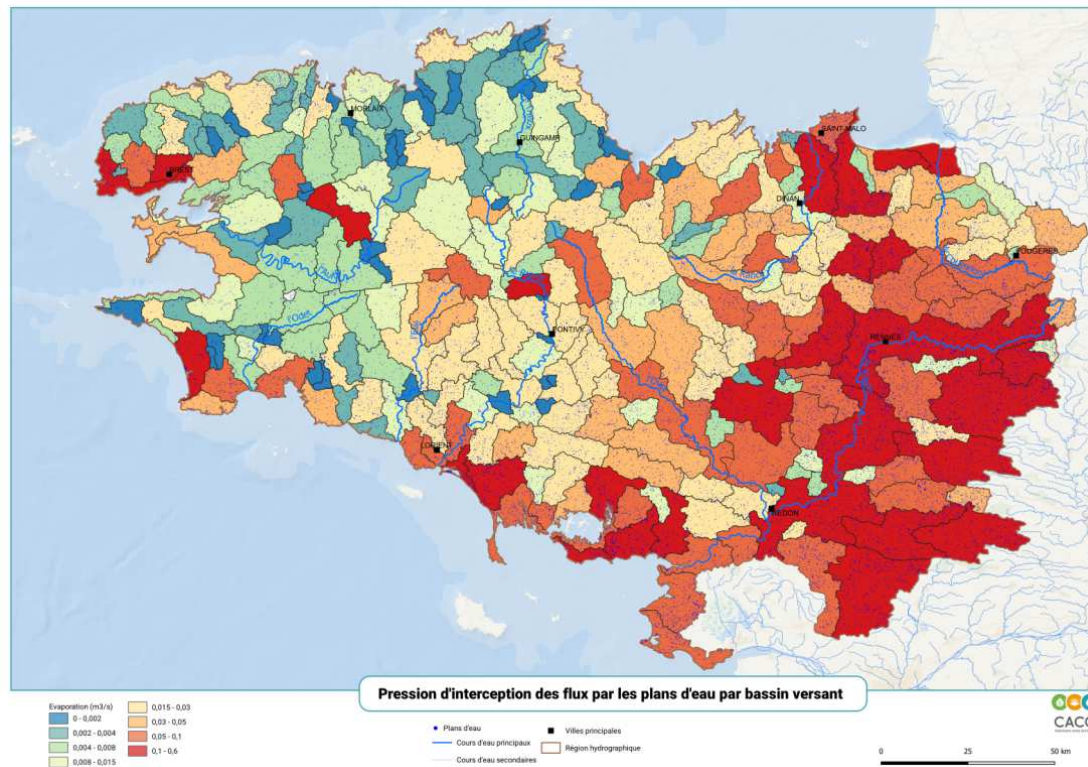 MORLAIX
GUINGAMP
SAINT-MALO
BREST
DINAN
FOUGERES
PONTIVY
RENNES
LORIENT
REDON
l'Odet
Pression d'interception des flux par les plans d'eau par bassin versant
Evaporation (m3/s)
0 - 0,002
0,002 - 0,004
0,004 - 0,008
0,008 - 0,015
0,015 - 0,03
0,03 - 0,05
0,05 - 0,1
0,1 - 0,6
Plans d'eau
Cours d'eau principaux
Cours d'eau secondaires
Villes principales
Région hydrographique
0 25 50 km